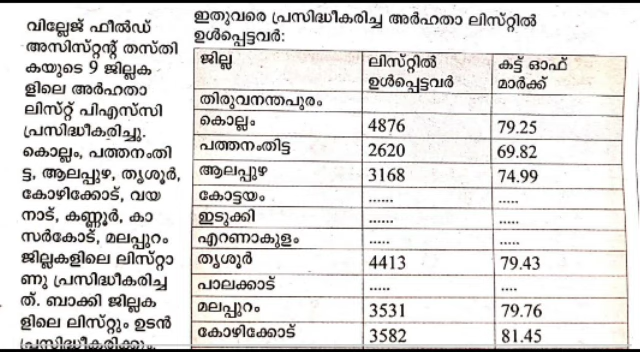 വില്ലേജ് ഫീൽഡ്
അസിസ്റ്റന്റ് തസ്തി
കയുടെ 9 ജില്ലക
ളിലെ അർഹതാ
ലിസ്റ്റ് പിഎസ്‌സി
പ്രസിദ്ധീകരിച്ചു.
കൊല്ലം, പത്തനംതി
ട്ട, ആലപ്പുഴ, തൃശൂർ,
കോഴിക്കോട്, വയ
നാട്, കണ്ണൂർ, കാ
സർകോട്, മലപ്പുറം
ജില്ലകളിലെ ലിസ്റ്റാ
ണു പ്രസിദ്ധീകരിച്ച
ത്. ബാക്കി ജില്ലക
ളിലെ ലിസ്റ്റും ഉടൻ
പ്രസിദ്ധീകരിക്കും.
ഇതുവരെ പ്രസിദ്ധീകരിച്ച അർഹതാ ലിസ്റ്റിൽ
ഉൾപ്പെട്ടവർ:
ജില്ല ലിസ്റ്റിൽ ഉൾപ്പെട്ടവർ കട്ട് ഓഫ് മാർക്ക്
തിരുവനന്തപുരം
കൊല്ലം 4876 79.25
പത്തനംതിട്ട 2620 69.82
ആലപ്പുഴ 3168 74.99
കോട്ടയം ...... .....
ഇടുക്കി ...... .....
എറണാകുളം ..... .....
തൃശൂർ 4413 79.43
പാലക്കാട് ..... ....
മലപ്പുറം 3531 79.76
കോഴിക്കോട് 3582 81.45